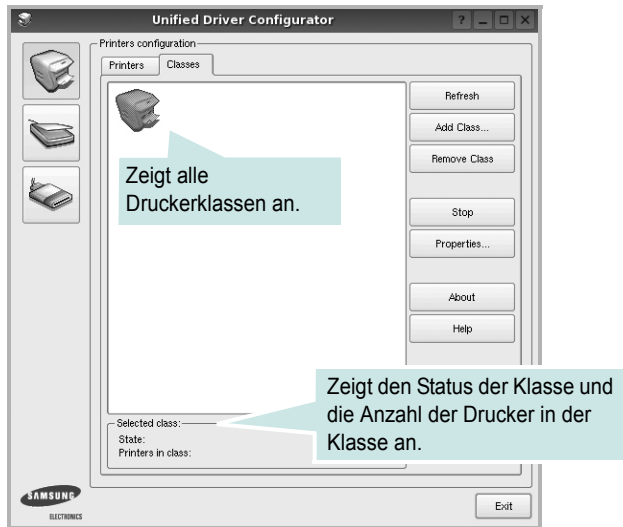 Unified Driver Configurator
Printers configuration
Printers Classes
Refresh
Add Class...
Remove Class
Zeigt alle
Druckerklassen an.
Stop
Properties...
About
Help
Zeigt den Status der Klasse und
die Anzahl der Drucker in der
Klasse an.
Selected class:
State:
Printers in class:
SAMSUNG
ELECTRONICS
Exit